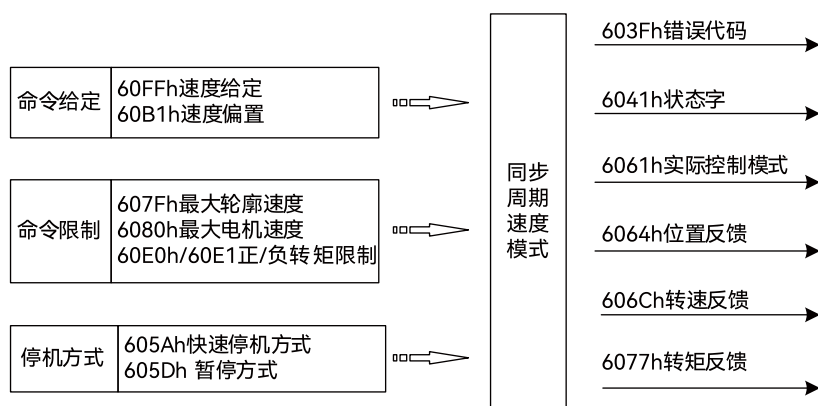 命令给定
60FFh速度给定
60B1h速度偏置
命令限制
607Fh最大轮廓速度
6080h最大电机速度
60E0h/60E1正/负转矩限制
停机方式
605Ah快速停机方式
605Dh 暂停方式
同步
周期
速度
模式
603Fh错误代码
6041h状态字
6061h实际控制模式
6064h位置反馈
606Ch转速反馈
6077h转矩反馈